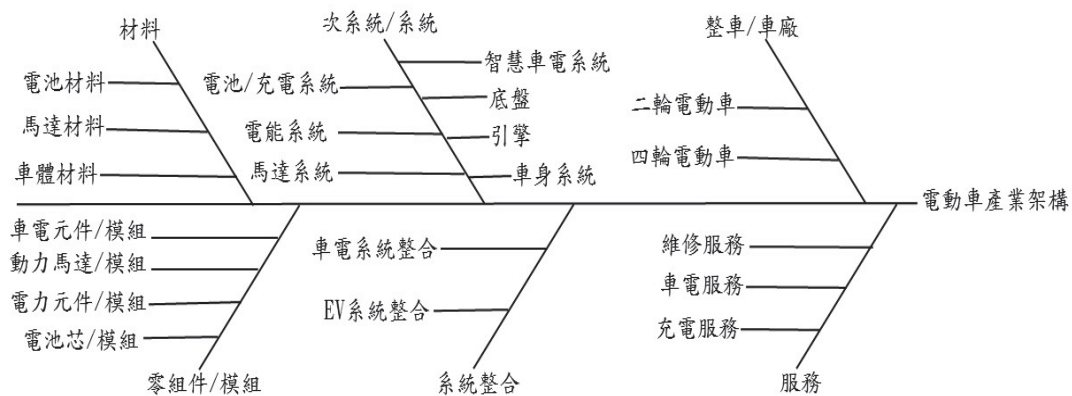 材料
電池材料
馬達材料
車體材料
次系統/系統
電池/充電系統
電能系統
馬達系統
智慧車電系統
底盤
引擎
車身系統
整車/車廠
二輪電動車
四輪電動車
電動車產業架構
車電元件/模組
動力馬達/模組
電力元件/模組
電池芯/模組
零組件/模組
車電系統整合
EV系統整合
系統整合
維修服務
車電服務
充電服務
服務